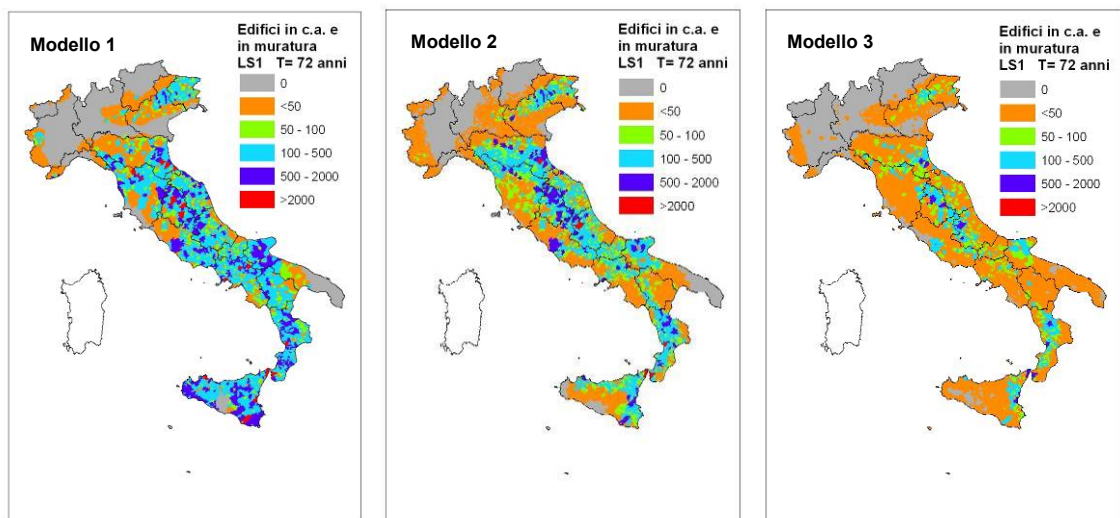 Modello 1
Edifici in c.a. e
in muratura
LS1 T= 72 anni
0
<50
50 - 100
100 - 500
500 - 2000
>2000
Modello 2
Edifici in c.a. e
in muratura
LS1 T= 72 anni
0
<50
50 - 100
100 - 500
500 - 2000
>2000
Modello 3
Edifici in c.a. e
in muratura
LS1 T= 72 anni
0
<50
50 - 100
100 - 500
500 - 2000
>2000